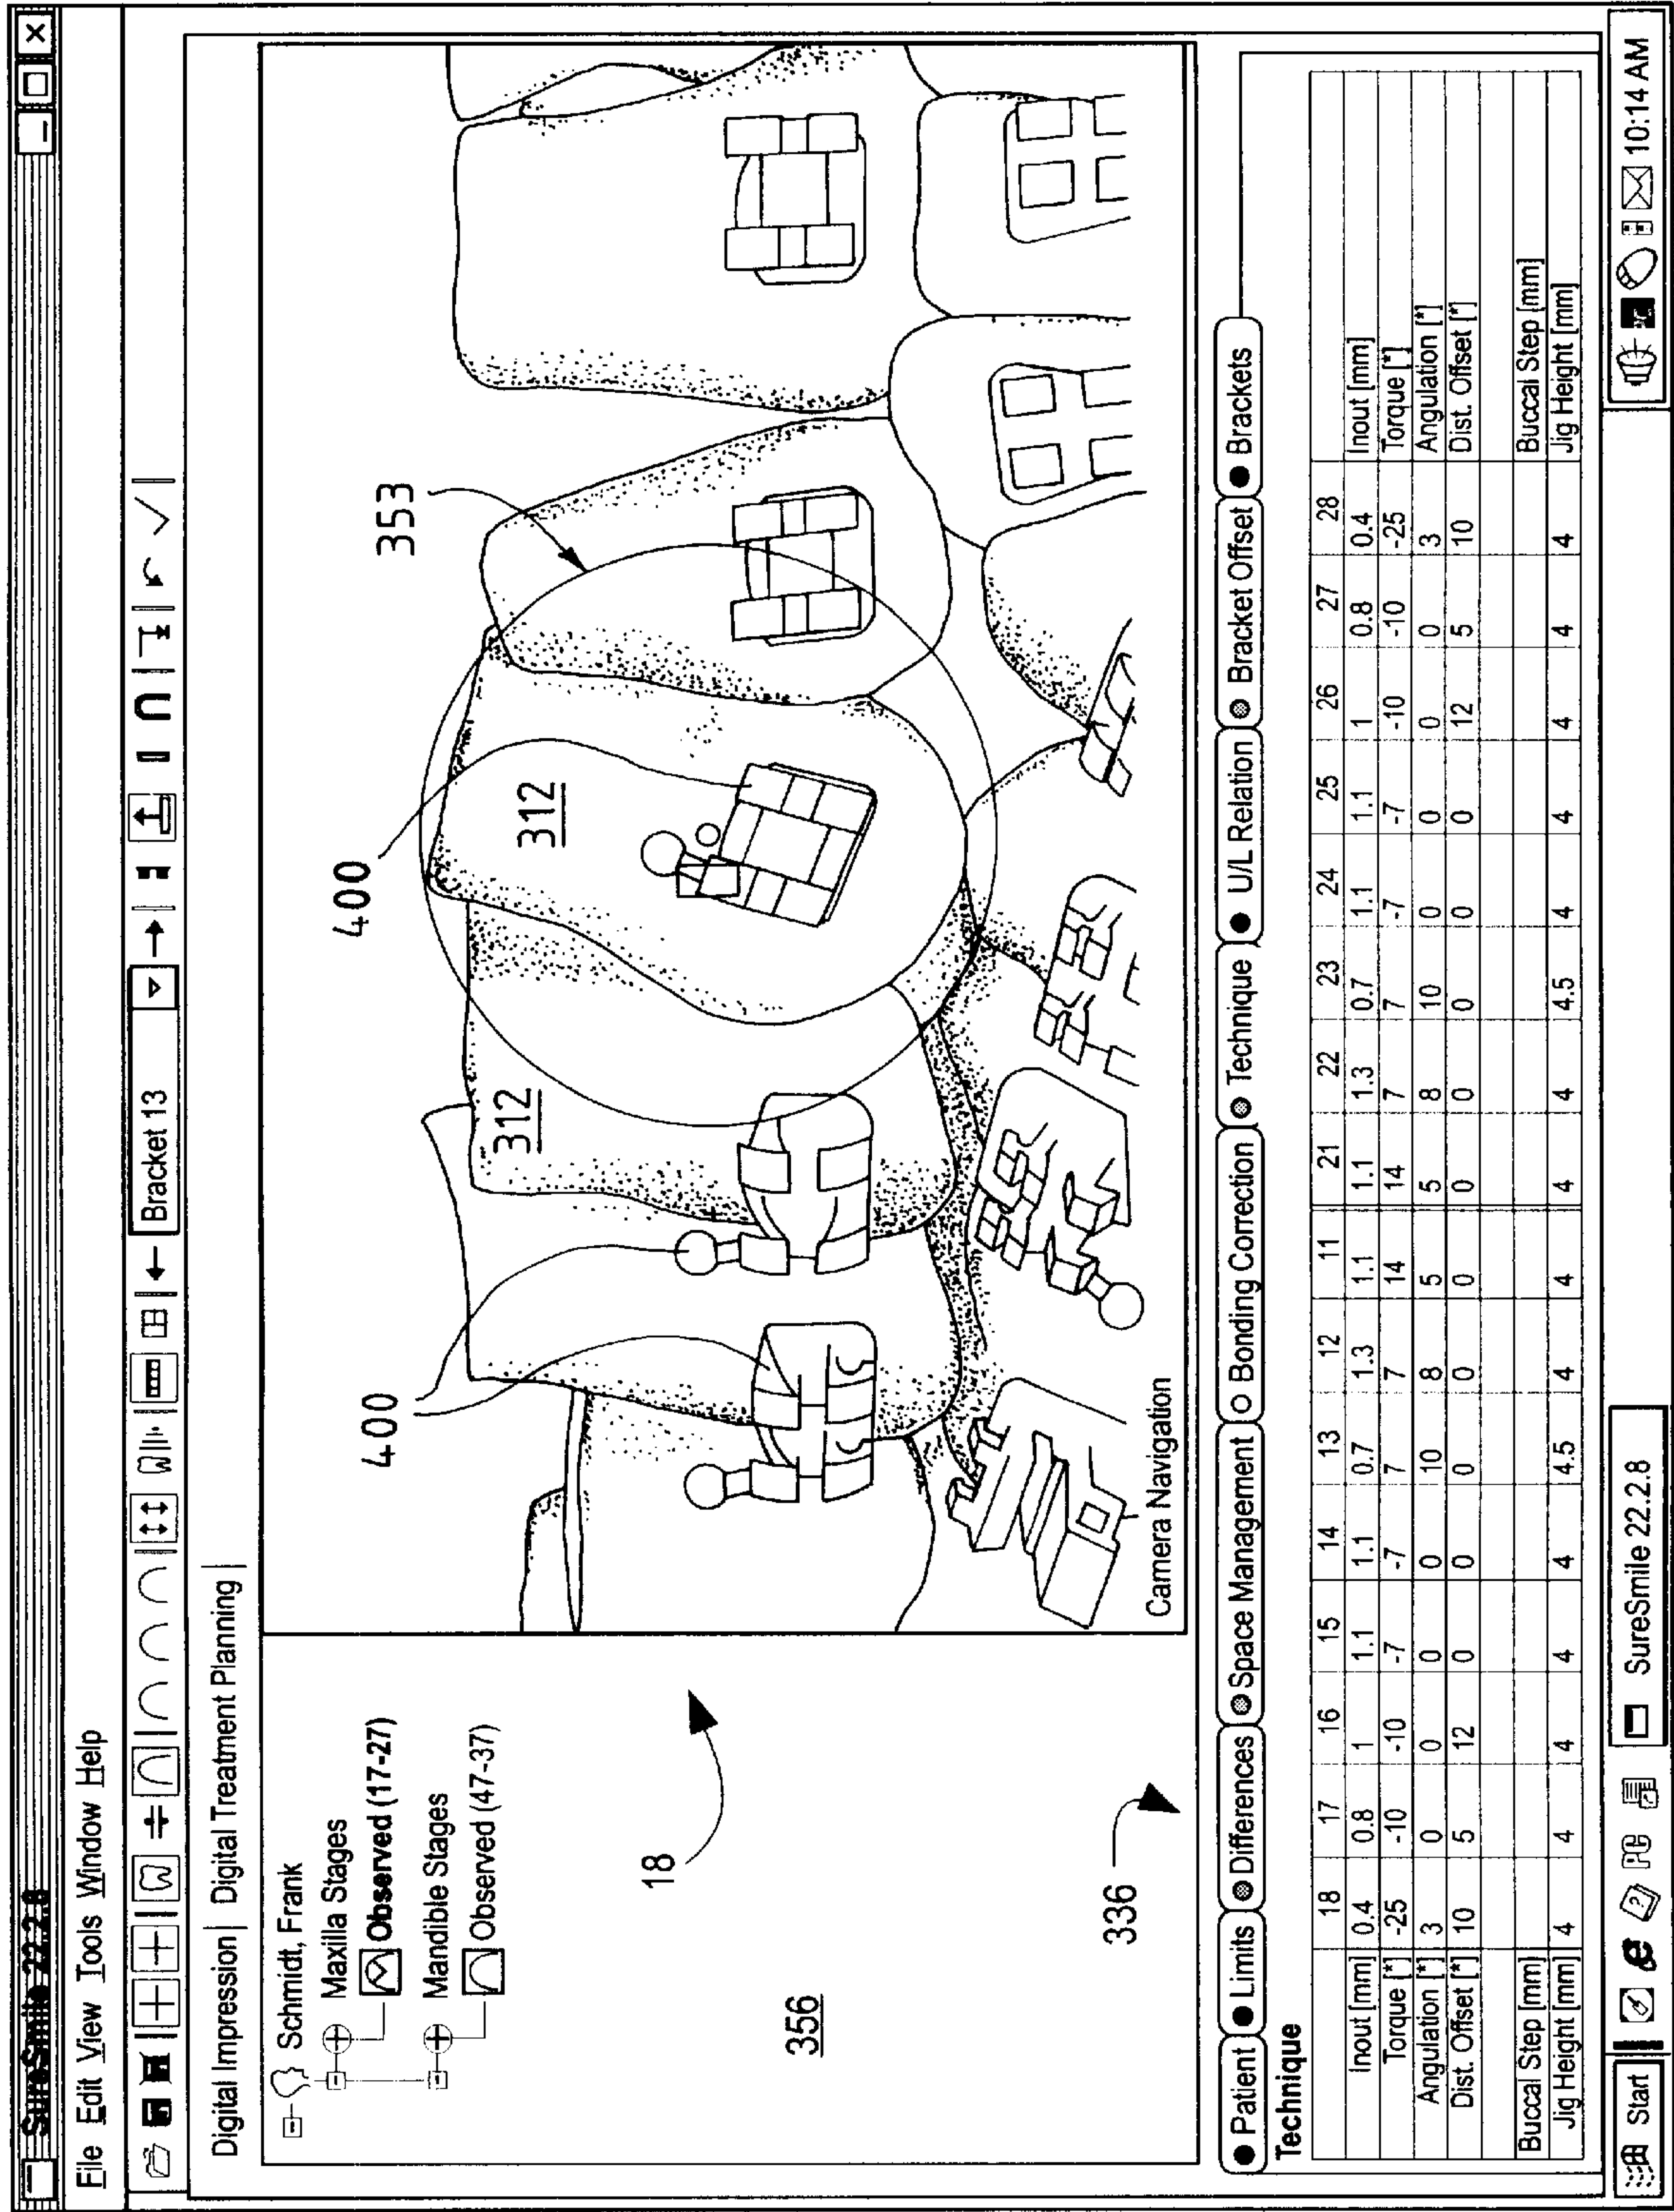 SureSmile 22.2.8
File Edit View Tools Window Help
Bracket 13
Digital Impression | Digital Treatment Planning
Schmidt, Frank
Maxilla Stages
Observed (17-27)
Mandible Stages
Observed (47-37)
18
356
336
400
400
353
312
312
Camera Navigation
Patient Limits Differences Space Management Bonding Correction Technique U/L Relation Bracket Offset Brackets
Technique
18 17 16 15 14 13 12 11 21 22 23 24 25 26 27 28
Inout [mm] 0.4 0.8 1 1.1 1.1 0.7 1.3 1.1 1.1 1.3 0.7 1.1 1.1 1 0.8 0.4 Inout [mm]
Torque [*] -25 -10 -10 -7 -7 7 7 14 14 7 7 -7 -7 -10 -10 -25 Torque [*]
Angulation [*] 3 0 0 0 0 10 8 5 5 8 10 0 0 0 0 3 Angulation [*]
Dist. Offset [*] 10 5 12 0 0 0 0 0 0 0 0 0 0 12 5 10 Dist. Offset [*]
Buccal Step [mm] Buccal Step [mm]
Jig Height [mm] 4 4 4 4 4 4.5 4 4 4 4 4.5 4 4 4 4 4 Jig Height [mm]
Start PC SureSmile 22.2.8 10:14 AM